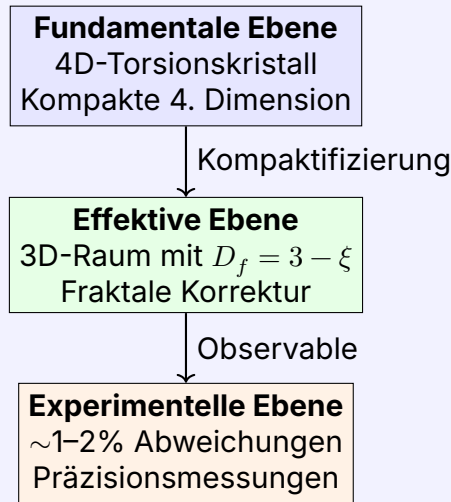 Fundamentale Ebene
4D-Torsionskristall
Kompakte 4. Dimension
Kompaktifizierung
Effektive Ebene
3D-Raum mit $D_f = 3 - \xi$
Fraktale Korrektur
Observable
Experimentelle Ebene
~1–2% Abweichungen
Präzisionsmessungen